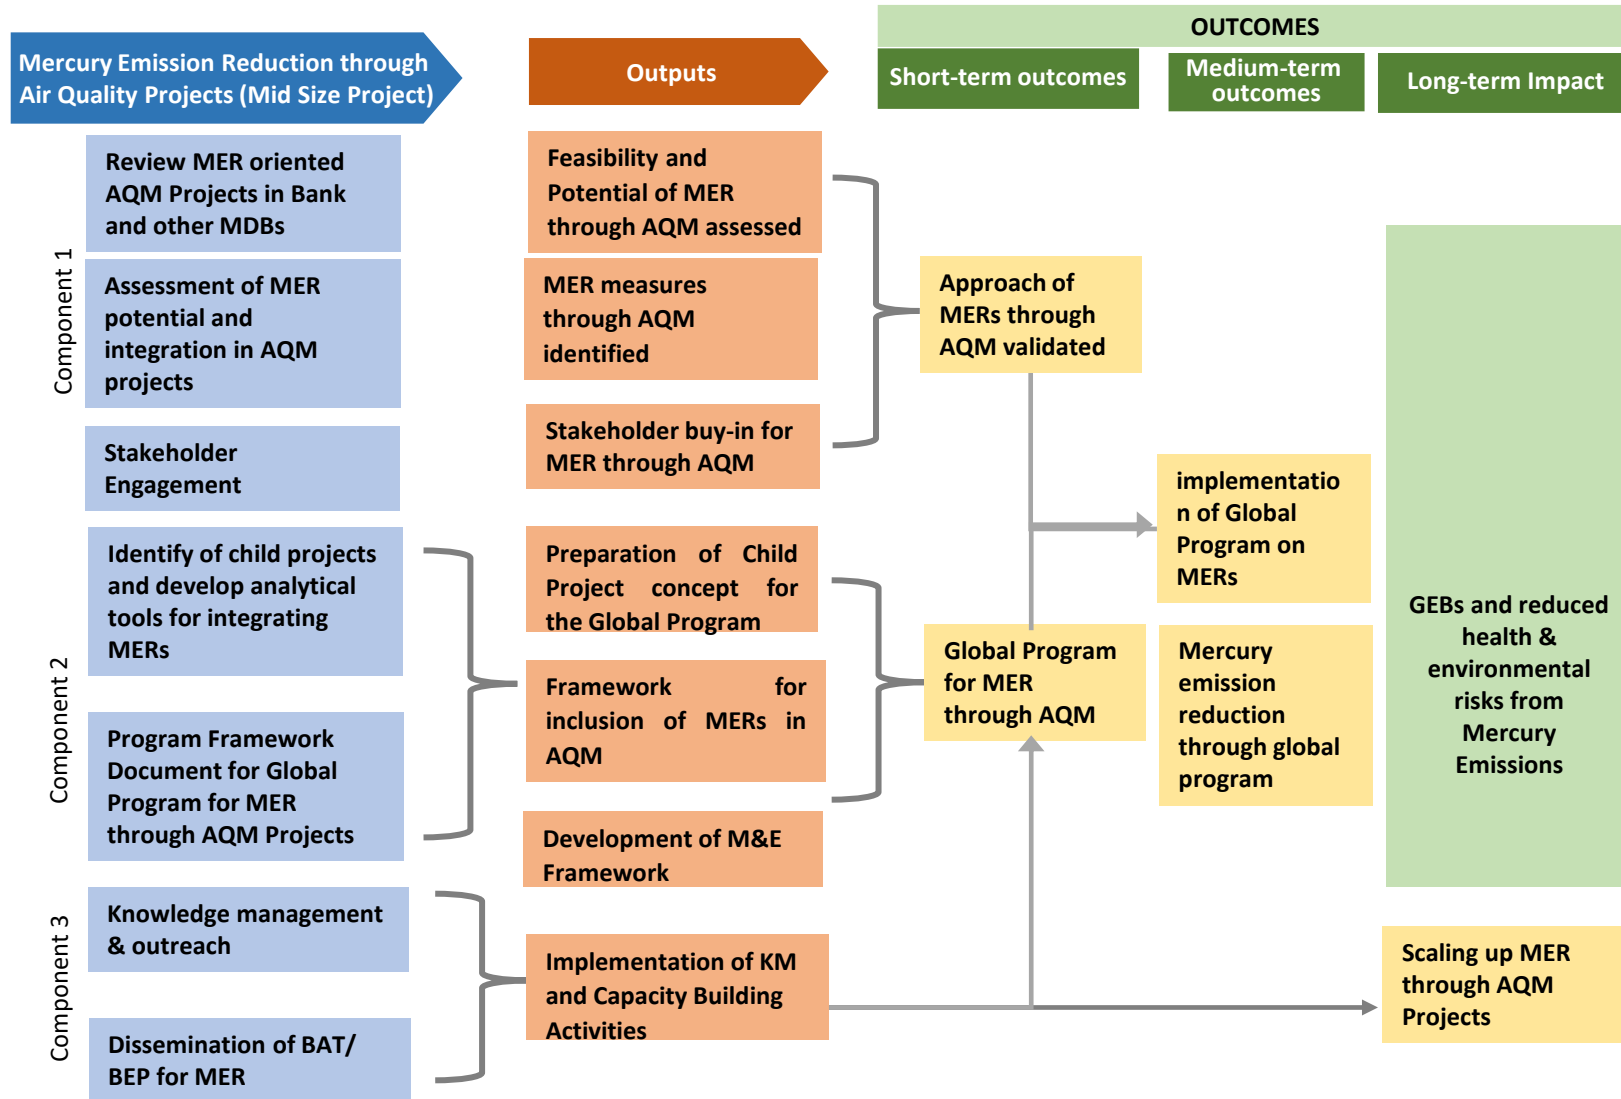 OUTCOMES
Mercury Emission Reduction through
Air Quality Projects (Mid Size Project)
Outputs
Short-term outcomes
Medium-term
outcomes
Long-term Impact
Component 1
Review MER oriented
AQM Projects in Bank
and other MDBs
Assessment of MER
potential and
integration in AQM
projects
Stakeholder
Engagement
Feasibility and
Potential of MER
through AQM assessed
MER measures
through AQM
identified
Stakeholder buy-in for
MER through AQM
Approach of
MERs through
AQM validated
Component 2
Identify of child projects
and develop analytical
tools for integrating
MERs
Program Framework
Document for Global
Program for MER
through AQM Projects
Preparation of Child
Project concept for
the Global Program
Framework for
inclusion of MERs in
AQM
Development of M&E
Framework
Global Program
for MER
through AQM
implementatio
n of Global
Program on
MERs
Mercury
emission
reduction
through global
program
GEBs and reduced
health &
environmental
risks from
Mercury
Emissions
Component 3
Knowledge management
& outreach
Dissemination of BAT/
BEP for MER
Implementation of KM
and Capacity Building
Activities
Scaling up MER
through AQM
Projects